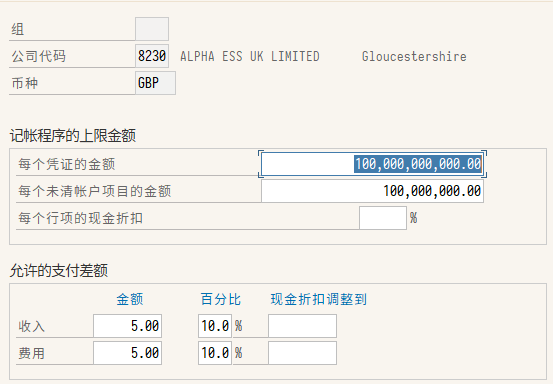 组
公司代码 8230 ALPHA ESS UK LIMITED Gloucestershire
币种 GBP
记帐程序的上限金额
每个凭证的金额 100,000,000,000.00
每个未清帐户项目的金额 100,000,000.00
每个行项的现金折扣 %
允许的支付差额
金额 百分比 现金折扣调整到
收入 5.00 10.0 %
费用 5.00 10.0 %